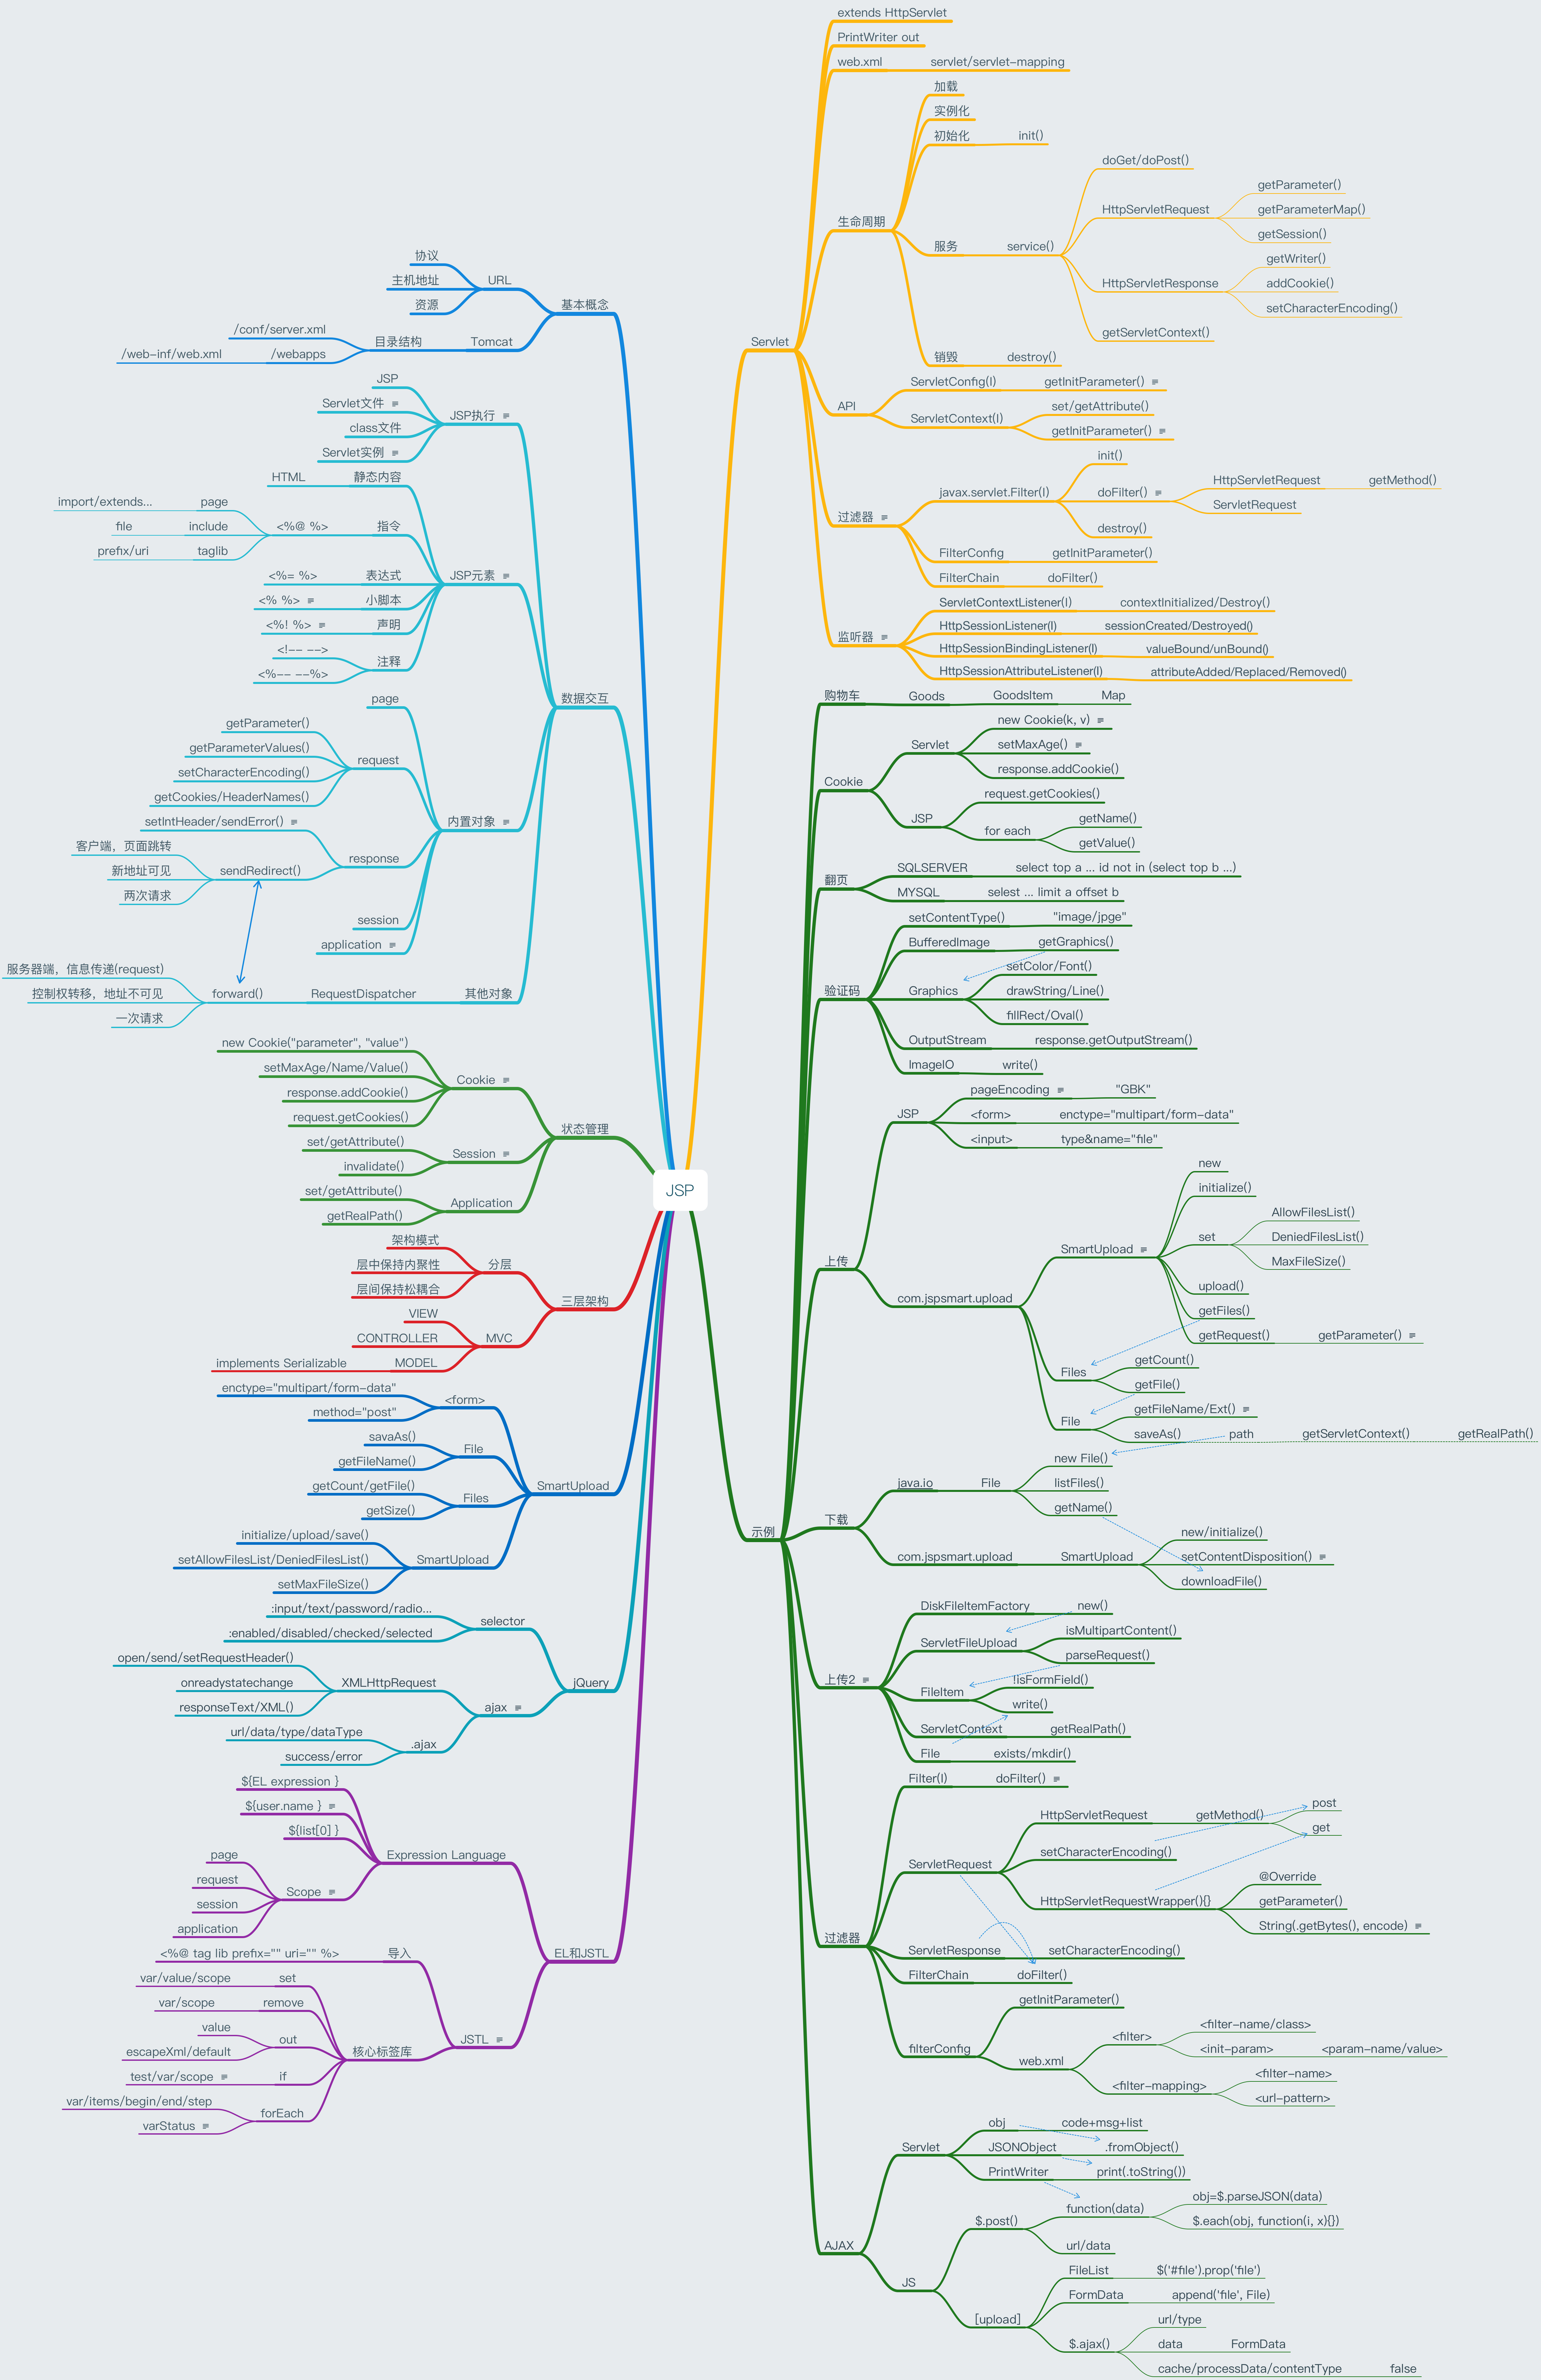 JSP
基本概念
URL
协议
主机地址
资源
Tomcat
目录结构
/conf/server.xml
/webapps
/web-inf/web.xml
数据交互
JSP执行
JSP
Servlet文件
class文件
Servlet实例
JSP元素
静态内容
HTML
指令
<%@ %>
page
import/extends...
include
file
taglib
prefix/uri
表达式
<%= %>
小脚本
<% %>
声明
<%! %>
注释
<!-- -->
<%-- --%>
内置对象
page
request
getParameter()
getParameterValues()
setCharacterEncoding()
getCookies/HeaderNames()
response
setIntHeader/sendError()
sendRedirect()
客户端，页面跳转
新地址可见
两次请求
session
application
其他对象
RequestDispatcher
forward()
服务器端，信息传递(request)
控制权转移，地址不可见
一次请求
状态管理
Cookie
new Cookie("parameter", "value")
setMaxAge/Name/Value()
response.addCookie()
request.getCookies()
Session
set/getAttribute()
invalidate()
Application
set/getAttribute()
getRealPath()
三层架构
分层
架构模式
层中保持内聚性
层间保持松耦合
MVC
VIEW
CONTROLLER
MODEL
implements Serializable
SmartUpload
<form>
enctype="multipart/form-data"
method="post"
File
savaAs()
getFileName()
Files
getCount/getFile()
getSize()
SmartUpload
initialize/upload/save()
setAllowFilesList/DeniedFilesList()
setMaxFileSize()
jQuery
selector
:input/text/password/radio...
:enabled/disabled/checked/selected
ajax
XMLHttpRequest
open/send/setRequestHeader()
onreadystatechange
responseText/XML()
.ajax
url/data/type/dataType
success/error
EL和JSTL
Expression Language
${EL expression }
${user.name }
${list[0] }
Scope
page
request
session
application
JSTL
导入
<%@ tag lib prefix="" uri="" %>
核心标签库
set
var/value/scope
remove
var/scope
out
value
escapeXml/default
if
test/var/scope
forEach
var/items/begin/end/step
varStatus
Servlet
extends HttpServlet
PrintWriter out
web.xml
servlet/servlet-mapping
生命周期
加载
实例化
初始化
init()
服务
service()
doGet/doPost()
HttpServletRequest
getParameter()
getParameterMap()
getSession()
HttpServletResponse
getWriter()
addCookie()
setCharacterEncoding()
getServletContext()
销毁
destroy()
API
ServletConfig(I)
getInitParameter()
ServletContext(I)
set/getAttribute()
getInitParameter()
过滤器
javax.servlet.Filter(I)
init()
doFilter()
HttpServletRequest
getMethod()
ServletRequest
destroy()
FilterConfig
getInitParameter()
FilterChain
doFilter()
监听器
ServletContextListener(I)
contextInitialized/Destroy()
HttpSessionListener(I)
sessionCreated/Destroyed()
HttpSessionBindingListener(I)
valueBound/unBound()
HttpSessionAttributeListener(I)
attributeAdded/Replaced/Removed()
示例
购物车
Goods
GoodsItem
Map
Cookie
Servlet
new Cookie(k, v)
setMaxAge()
response.addCookie()
JSP
request.getCookies()
for each
getName()
getValue()
翻页
SQLSERVER
select top a ... id not in (select top b ...)
MYSQL
selest ... limit a offset b
验证码
setContentType()
"image/jpge"
BufferedImage
getGraphics()
Graphics
setColor/Font()
drawString/Line()
fillRect/Oval()
OutputStream
response.getOutputStream()
ImageIO
write()
上传
JSP
pageEncoding
"GBK"
<form>
enctype="multipart/form-data"
<input>
type&name="file"
com.jspsmart.upload
SmartUpload
new
initialize()
set
AllowFilesList()
DeniedFilesList()
MaxFileSize()
upload()
getFiles()
getRequest()
getParameter()
Files
getCount()
getFile()
File
getFileName/Ext()
saveAs()
path
getServletContext()
getRealPath()
下载
java.io
File
new File()
listFiles()
getName()
com.jspsmart.upload
SmartUpload
new/initialize()
setContentDisposition()
downloadFile()
上传2
DiskFileItemFactory
new()
ServletFileUpload
isMultipartContent()
parseRequest()
FileItem
!isFormField()
write()
ServletContext
getRealPath()
File
exists/mkdir()
过滤器
Filter(I)
doFilter()
ServletRequest
HttpServletRequest
getMethod()
post
get
setCharacterEncoding()
HttpServletRequestWrapper(){}
@Override
getParameter()
String(.getBytes(), encode)
ServletResponse
setCharacterEncoding()
FilterChain
doFilter()
filterConfig
getInitParameter()
web.xml
<filter>
<filter-name/class>
<init-param>
<param-name/value>
<filter-mapping>
<filter-name>
<url-pattern>
AJAX
Servlet
obj
code+msg+list
JSONObject
.fromObject()
PrintWriter
print(.toString())
JS
$.post()
function(data)
obj=$.parseJSON(data)
$.each(obj, function(i, x){})
url/data
[upload]
FileList
$('#file').prop('file')
FormData
append('file', File)
$.ajax()
url/type
data
FormData
cache/processData/contentType
false